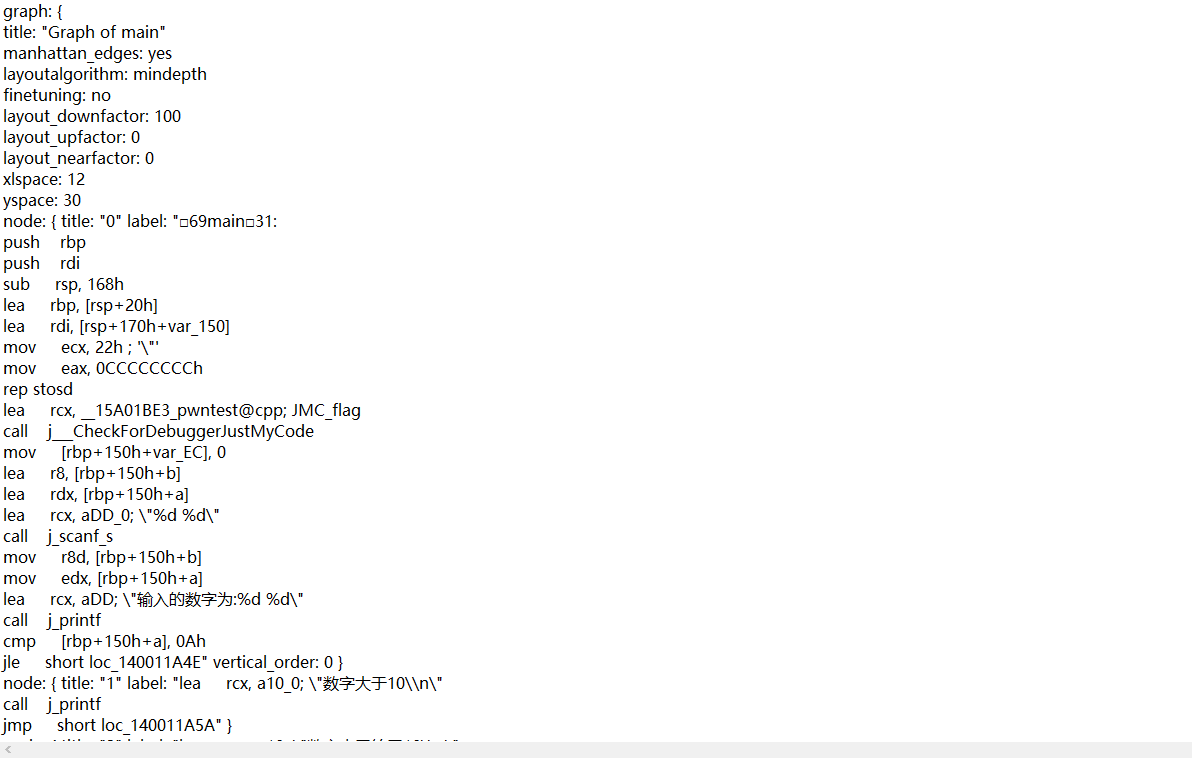 graph: {
title: "Graph of main"
manhattan_edges: yes
layoutalgorithm: mindepth
finetuning: no
layout_downfactor: 100
layout_upfactor: 0
layout_nearfactor: 0
xlspace: 12
yspace: 30
node: { title: "0" label: "□69main□31:
push rbp
push rdi
sub rsp, 168h
lea rbp, [rsp+20h]
lea rdi, [rsp+170h+var_150]
mov ecx, 22h ; '\"'
mov eax, 0CCCCCCCCh
rep stosd
lea rcx, __15A01BE3_pwntest@cpp; JMC_flag
call j___CheckForDebuggerJustMyCode
mov [rbp+150h+var_EC], 0
lea r8, [rbp+150h+b]
lea rdx, [rbp+150h+a]
lea rcx, aDD_0; \"%d %d\"
call j_scanf_s
mov r8d, [rbp+150h+b]
mov edx, [rbp+150h+a]
lea rcx, aDD; \"输入的数字为:%d %d\"
call j_printf
cmp [rbp+150h+a], 0Ah
jle short loc_140011A4E" vertical_order: 0 }
node: { title: "1" label: "lea rcx, a10_0; \"数字大于10\\n\"
call j_printf
jmp short loc_140011A5A" }